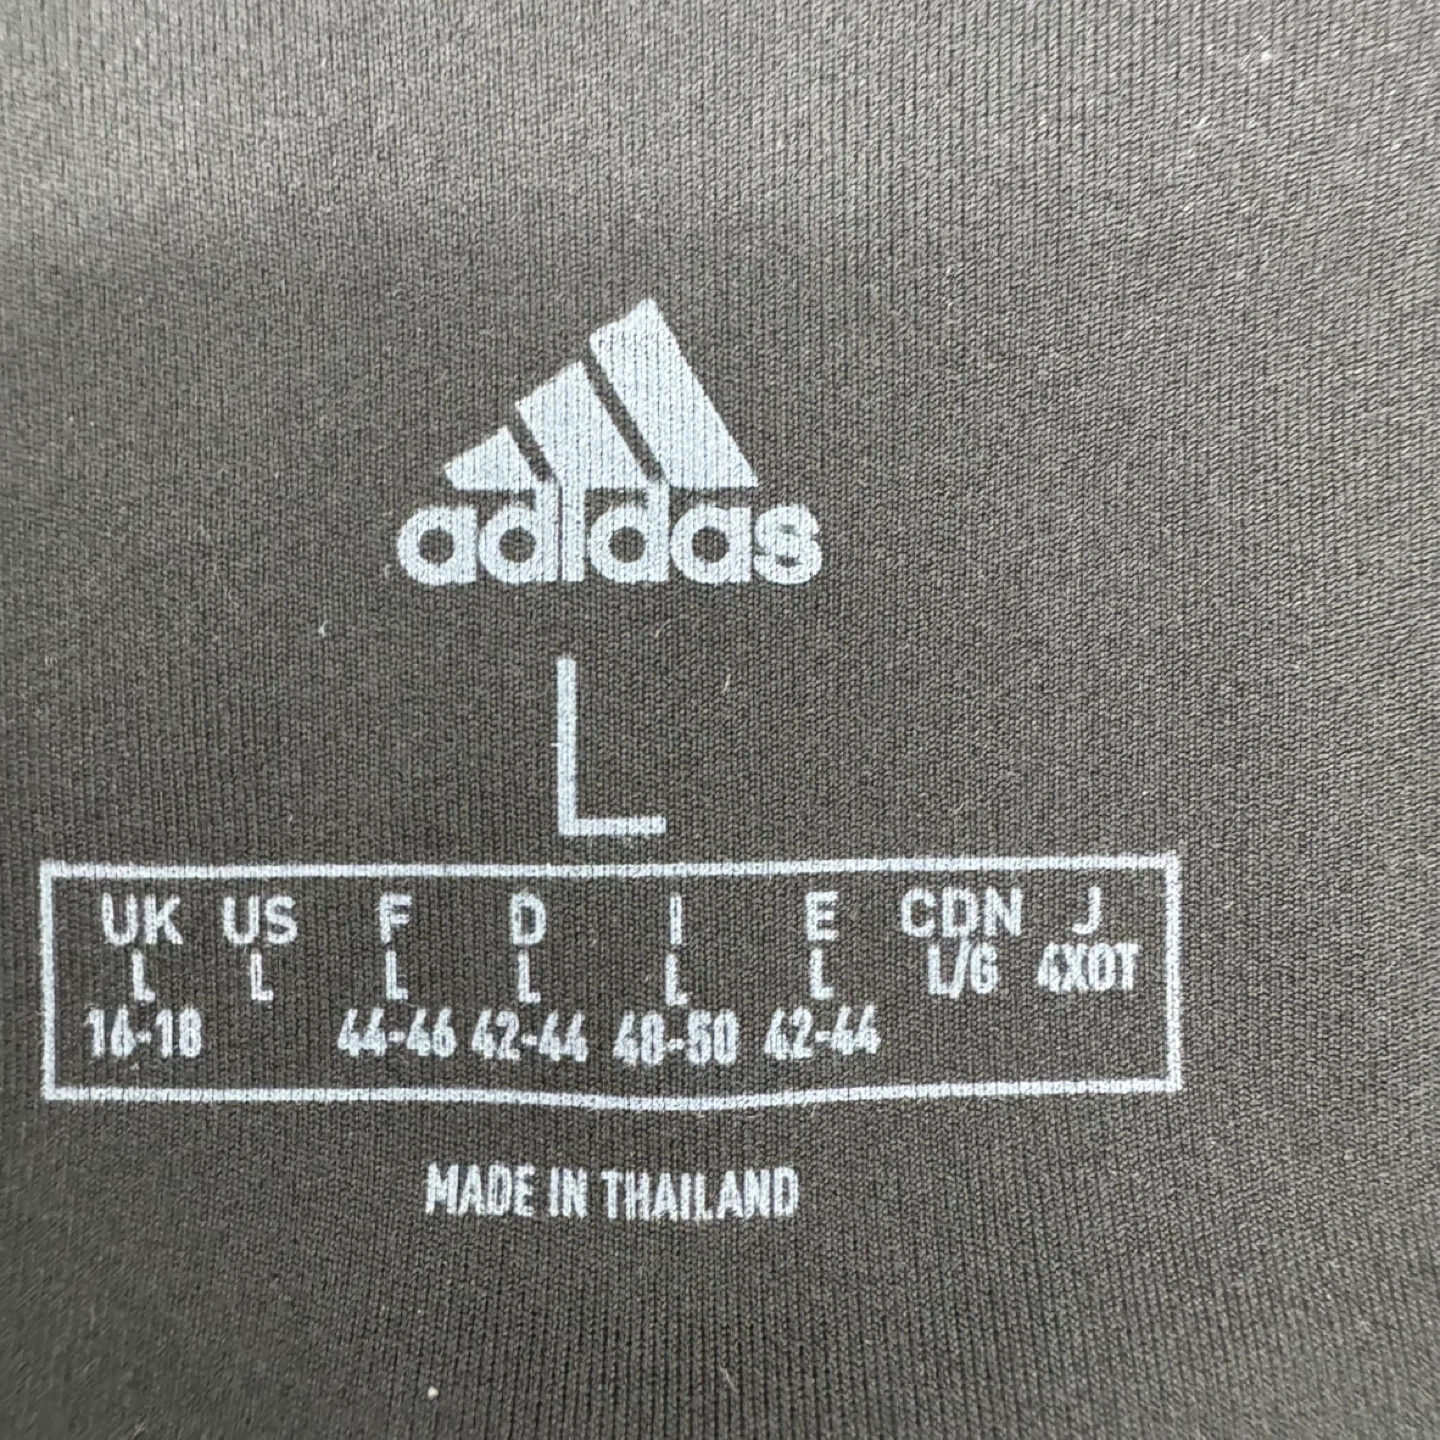 adidas
L
UK US F D I E CDN J
L L L L L L L/G 4XOT
16-18 44-46 42-44 48-50 42-44
MADE IN THAILAND